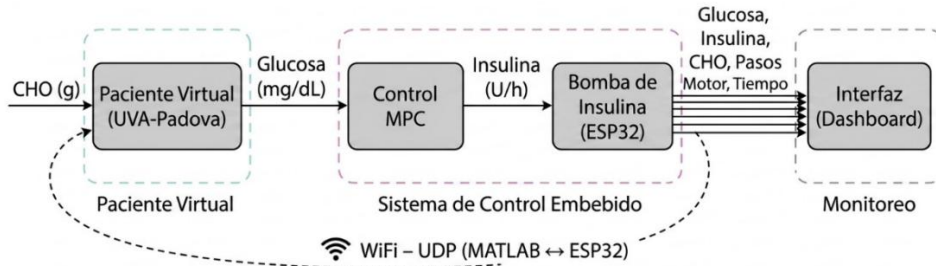 CHO (g)
Paciente Virtual
(UVA-Padova)
Paciente Virtual
Glucosa
(mg/dL)
Control
MPC
Insulina
(U/h)
Bomba de
Insulina
(ESP32)
Sistema de Control Embebido
Glucosa,
Insulina,
CHO, Pasos
Motor, Tiempo
Interfaz
(Dashboard)
Monitoreo
WiFi – UDP (MATLAB ↔ ESP32)